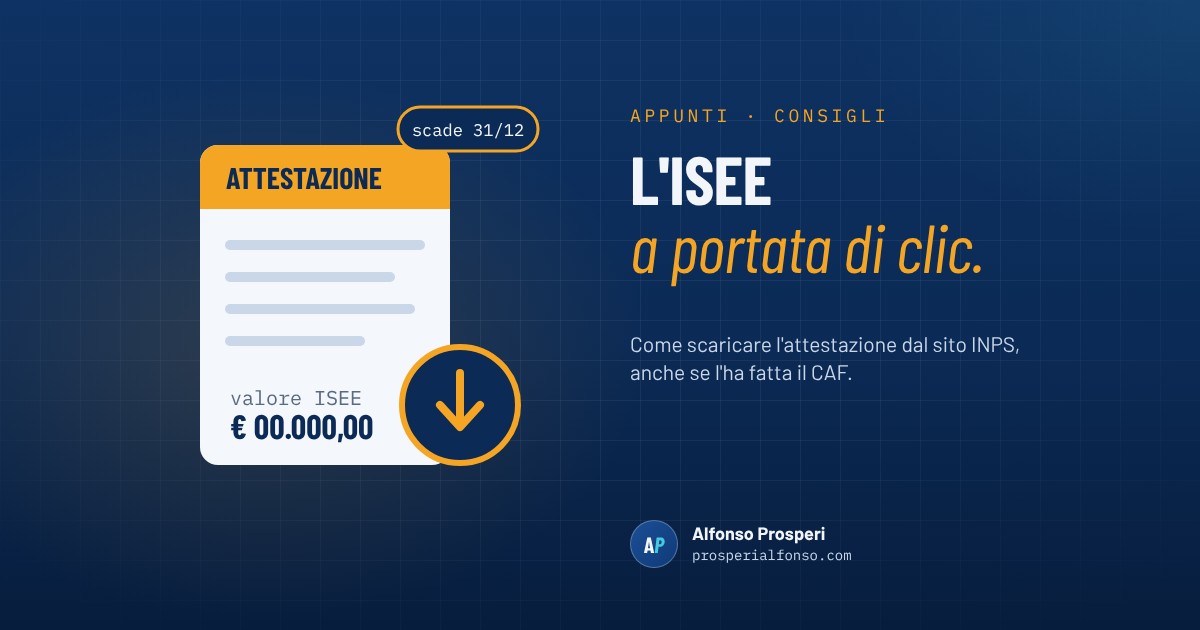 scade 31/12
ATTESTAZIONE
valore ISEE
€ 00.000,00
APPUNTI · CONSIGLI
L'ISEE
a portata di clic.
Come scaricare l'attestazione dal sito INPS,
anche se l'ha fatta il CAF.
AP
Alfonso Prosperi
prosperialfonso.com